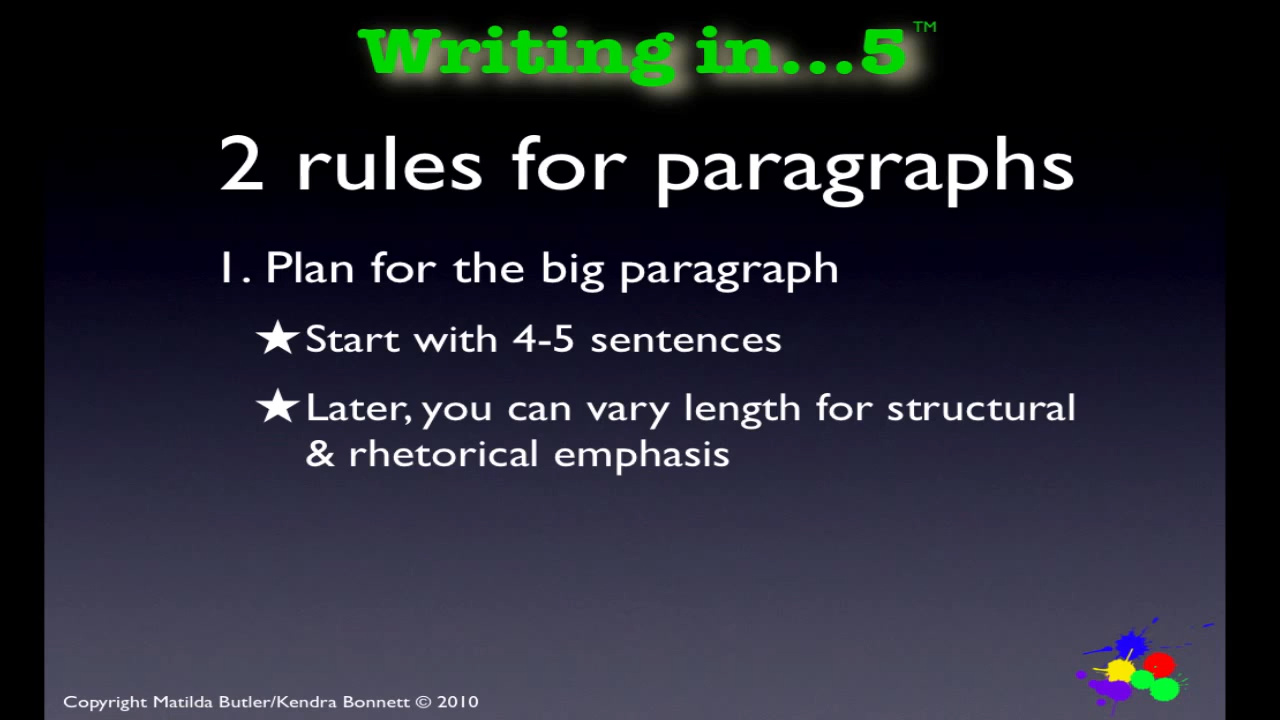 Writing in...5™
2 rules for paragraphs
1. Plan for the big paragraph
★Start with 4-5 sentences
★Later, you can vary length for structural
& rhetorical emphasis
Copyright Matilda Butler/Kendra Bonnett © 2010